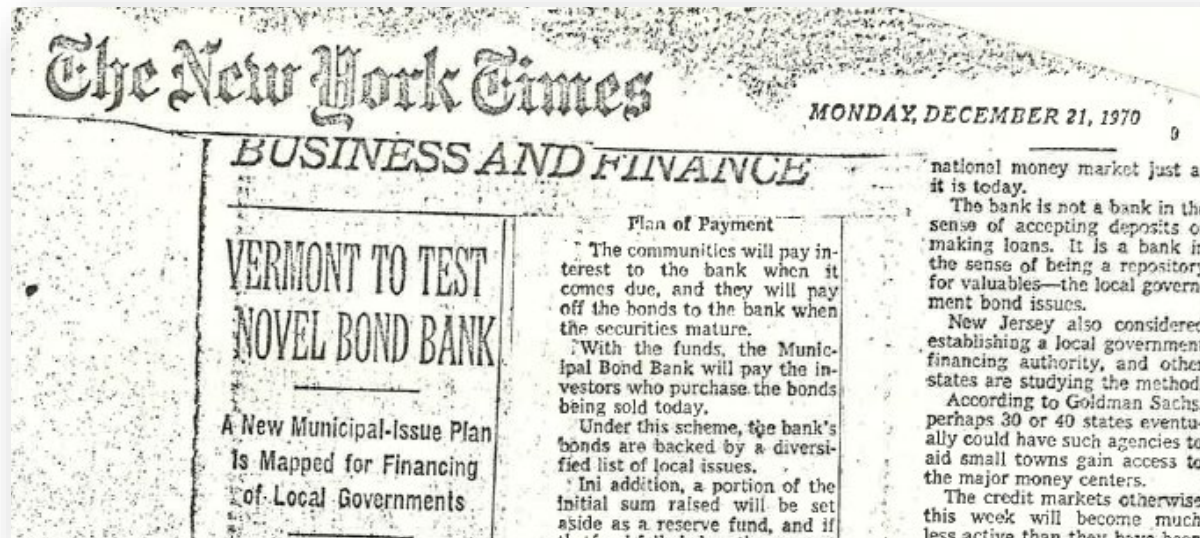 The New York Times
MONDAY, DECEMBER 21, 1970
9
BUSINESS AND FINANCE
VERMONT TO TEST
NOVEL BOND BANK
A New Municipal-Issue Plan
Is Mapped for Financing
of Local Governments
Plan of Payment
The communities will pay in-
terest to the bank when it
comes due, and they will pay
off the bonds to the bank when
the securities mature.
With the funds, the Munic-
ipal Bond Bank will pay the in-
vestors who purchase the bonds
being sold today.
Under this scheme, the bank's
bonds are backed by a diversi-
fied list of local issues.
Ini addition, a portion of the
initial sum raised will be set
aside as a reserve fund, and if
national money market just a
it is today.
The bank is not a bank in th
sense of accepting deposits o
making loans. It is a bank i
the sense of being a repository
for valuables—the local govern
ment bond issues.
New Jersey also considered
establishing a local government
financing authority, and other
states are studying the method.
According to Goldman Sachs
perhaps 30 or 40 states eventu
ally could have such agencies to
aid small towns gain access to
the major money centers.
The credit markets otherwise
this week will become much
less active than they have been